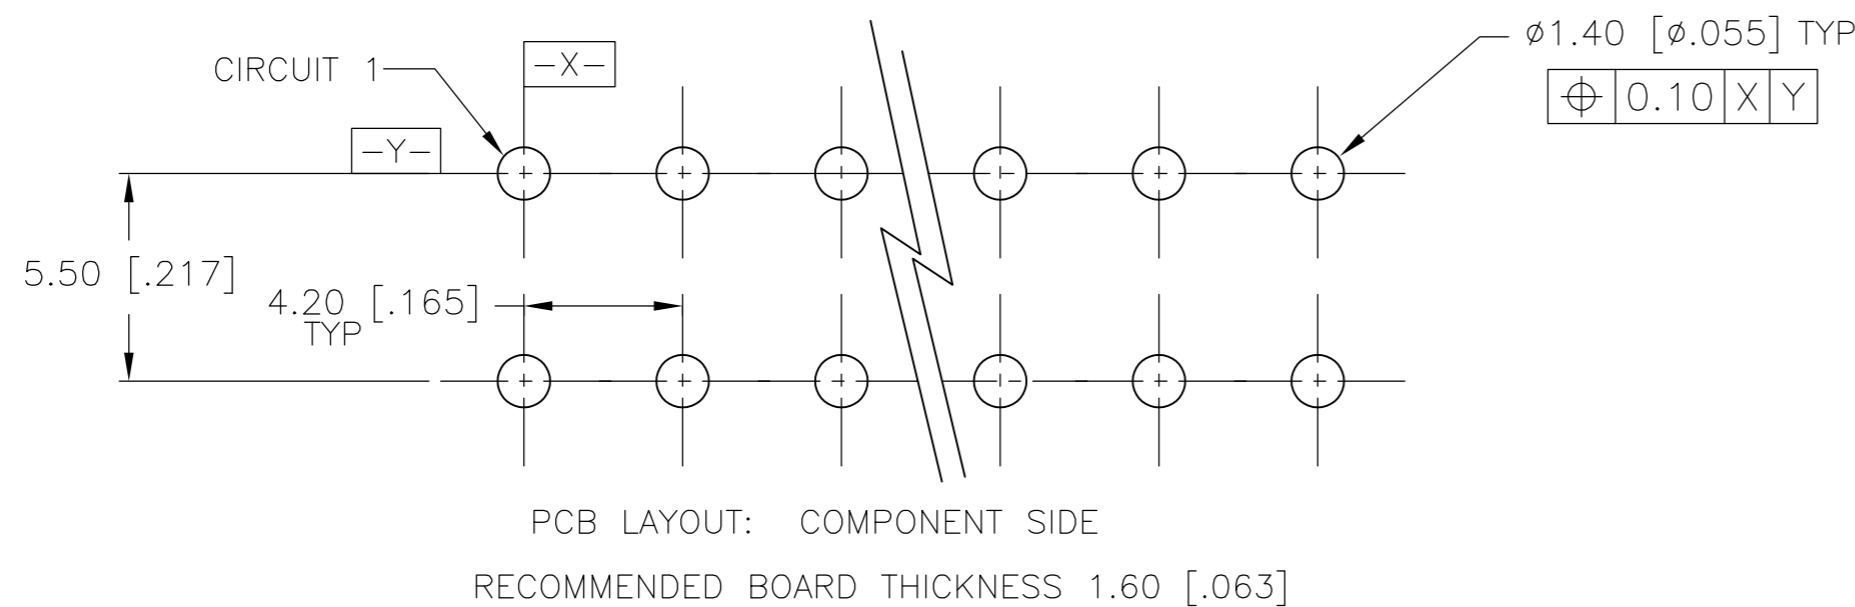 CIRCUIT 1
-X-
-Y-
⌀1.40 [⌀.055] TYP
⌖ 0.10 X Y
5.50 [.217]
4.20 [.165]
TYP
PCB LAYOUT: COMPONENT SIDE
RECOMMENDED BOARD THICKNESS 1.60 [.063]